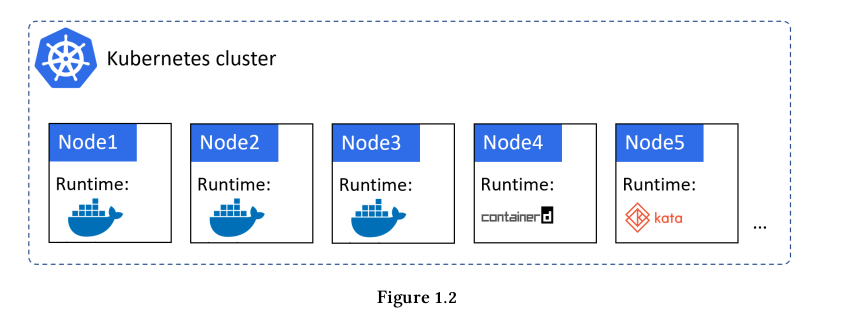 Kubernetes cluster
Node1
Node2
Node3
Node4
Node5
Runtime:
Runtime:
Runtime:
Runtime:
Runtime:
containerd
kata
...
Figure 1.2